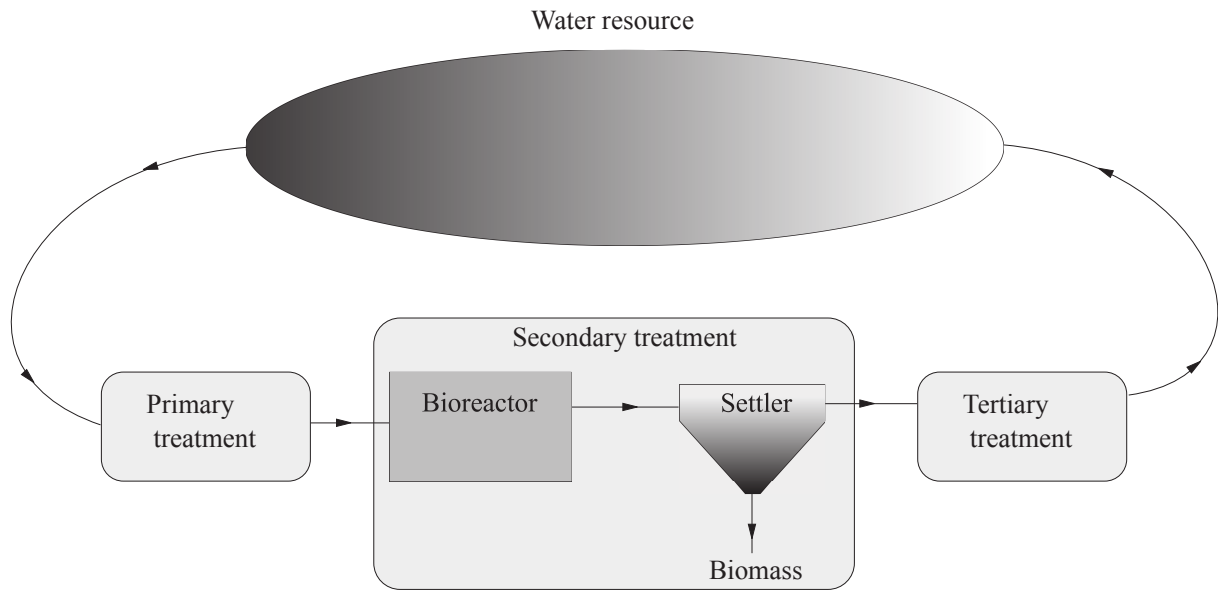 Water resource
Secondary treatment
Primary
treatment
Bioreactor
Settler
Tertiary
treatment
Biomass